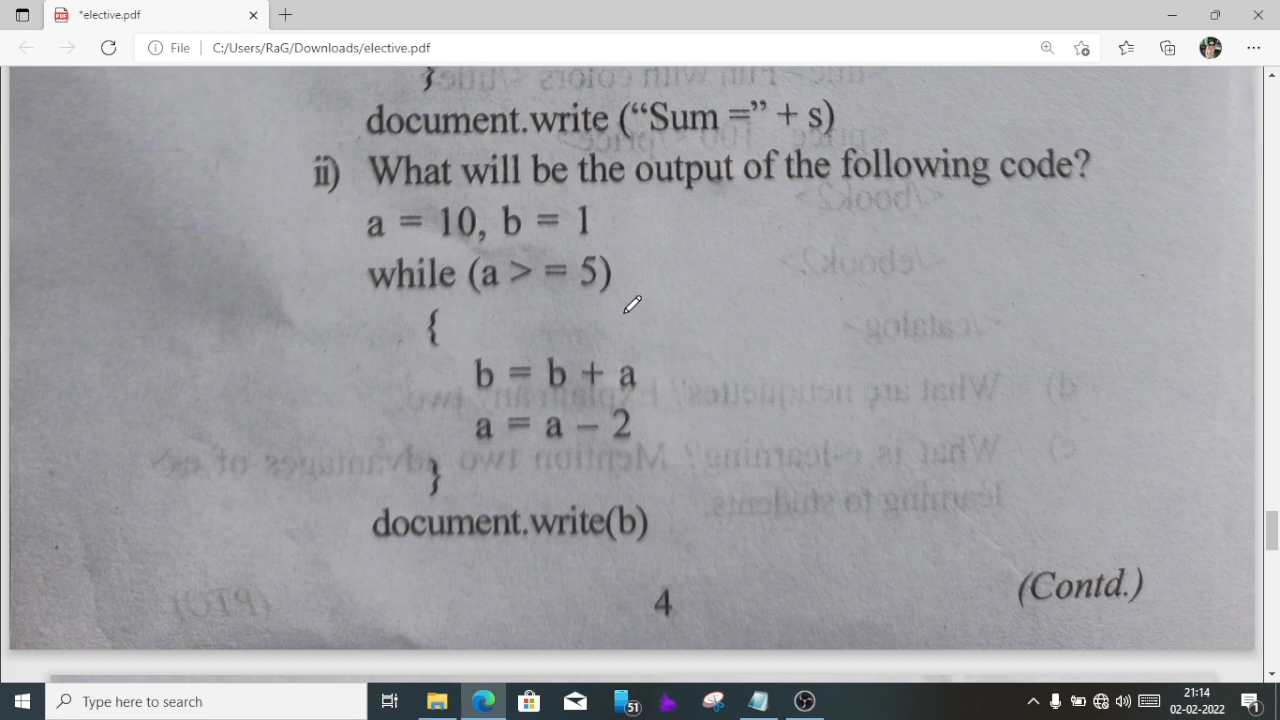 *elective.pdf
File
C:/Users/RaG/Downloads/elective.pdf
}
document.write (“Sum =” + s)
ii) What will be the output of the following code?
a = 10, b = 1
while (a > = 5)
{
b = b + a
a = a – 2
}
document.write(b)
4
(Contd.)
Type here to search
51
21:14
02-02-2022
1